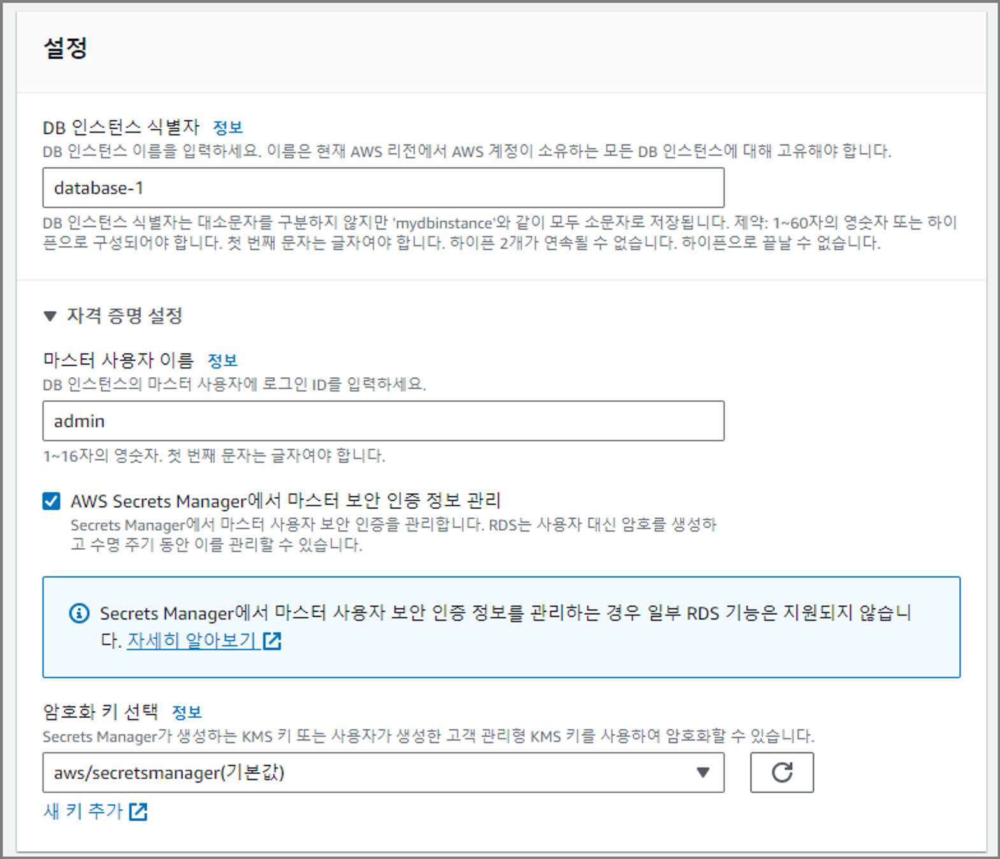 설정
DB 인스턴스 식별자 정보
DB 인스턴스 이름을 입력하세요. 이름은 현재 AWS 리전에서 AWS 계정이 소유하는 모든 DB 인스턴스에 대해 고유해야 합니다.
database-1
DB 인스턴스 식별자는 대소문자를 구분하지 않지만 'mydbinstance'와 같이 모두 소문자로 저장됩니다. 제약: 1~60자의 영숫자 또는 하이
픈으로 구성되어야 합니다. 첫 번째 문자는 글자여야 합니다. 하이픈 2개가 연속될 수 없습니다. 하이픈으로 끝날 수 없습니다.
▼ 자격 증명 설정
마스터 사용자 이름 정보
DB 인스턴스의 마스터 사용자에 로그인 ID를 입력하세요.
admin
1~16자의 영숫자. 첫 번째 문자는 글자여야 합니다.
AWS Secrets Manager에서 마스터 보안 인증 정보 관리
Secrets Manager에서 마스터 사용자 보안 인증을 관리합니다. RDS는 사용자 대신 암호를 생성하
고 수명 주기 동안 이를 관리할 수 있습니다.
Secrets Manager에서 마스터 사용자 보안 인증 정보를 관리하는 경우 일부 RDS 기능은 지원되지 않습니
다. 자세히 알아보기
암호화 키 선택 정보
Secrets Manager가 생성하는 KMS 키 또는 사용자가 생성한 고객 관리형 KMS 키를 사용하여 암호화할 수 있습니다.
aws/secretsmanager(기본값)
새 키 추가